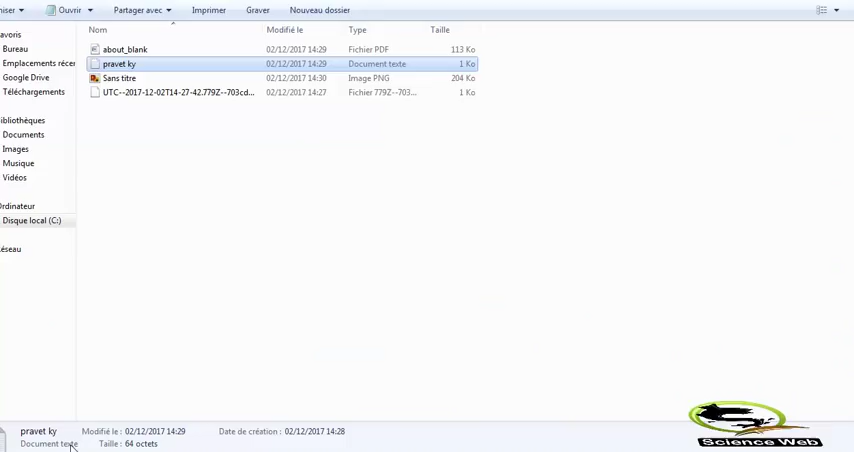 niser Ouvrir Partager avec Imprimer Graver Nouveau dossier
Nom Modifié le Type Taille
avoris
Bureau
Emplacements récer
Google Drive
Téléchargements
ibliothèques
Documents
Images
Musique
Vidéos
Ordinateur
Disque local (C:)
éseau
about_blank 02/12/2017 14:29 Fichier PDF 113 Ko
pravet ky 02/12/2017 14:29 Document texte 1 Ko
Sans titre 02/12/2017 14:30 Image PNG 204 Ko
UTC--2017-12-02T14-27-42.779Z--703cd... 02/12/2017 14:27 Fichier 779Z--703... 1 Ko
pravet ky Modifié le : 02/12/2017 14:29 Date de création : 02/12/2017 14:28
Document texte Taille : 64 octets
Science Web